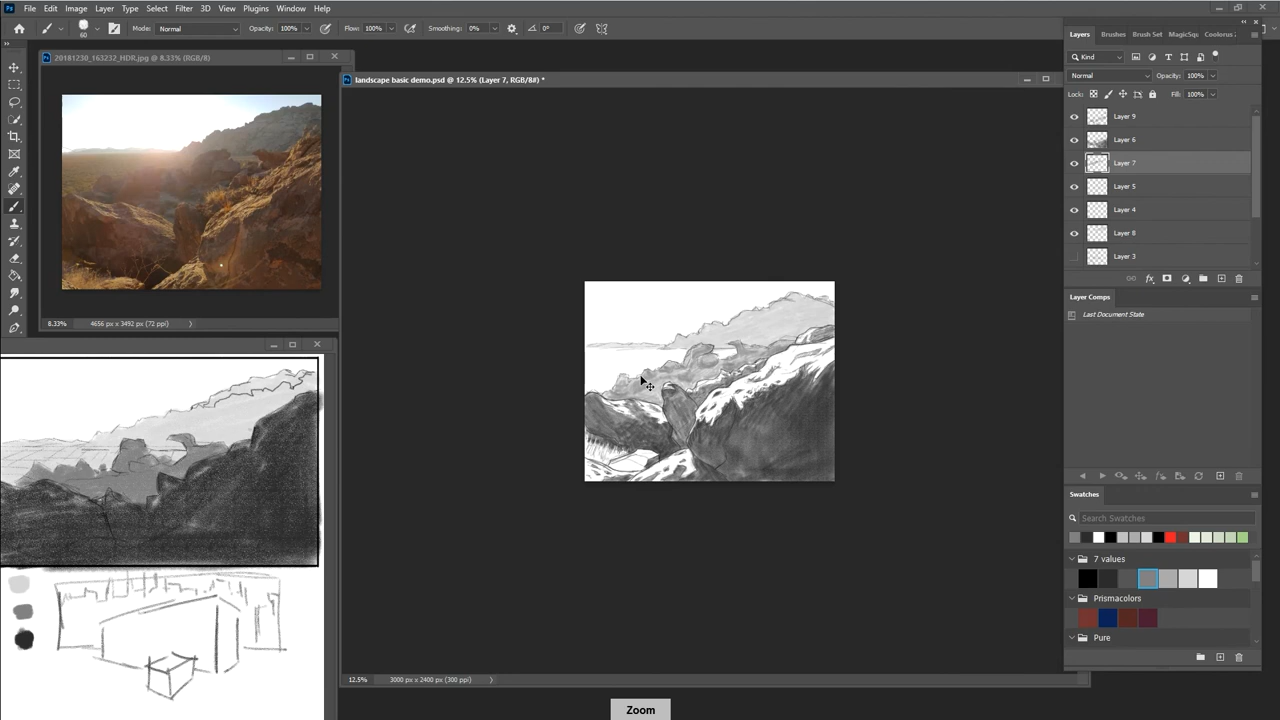 File Edit Image Layer Type Select Filter 3D View Plugins Window Help
60 Mode: Normal Opacity: 100% Flow: 100% Smoothing: 0% 0°
20181230_163232_HDR.jpg @ 8.33% (RGB/8)
8.33% 4656 px x 3492 px (72 ppi)
landscape basic demo.psd @ 12.5% (Layer 7, RGB/8#) *
12.5% 3000 px x 2400 px (300 ppi)
Layers Brushes Brush Set MagicSqu Coolorus
Kind
Normal Opacity: 100%
Lock: Fill: 100%
Layer 9
Layer 6
Layer 7
Layer 5
Layer 4
Layer 8
Layer 3
fx
Layer Comps
Last Document State
Swatches
Search Swatches
7 values
Prismacolors
Pure
Zoom